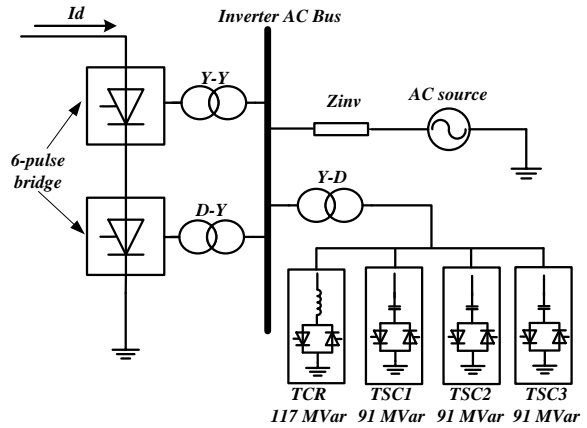 Id
Inverter AC Bus
Y-Y
Zinv
AC source
6-pulse
bridge
D-Y
Y-D
TCR
117 MVar
TSC1
91 MVar
TSC2
91 MVar
TSC3
91 MVar